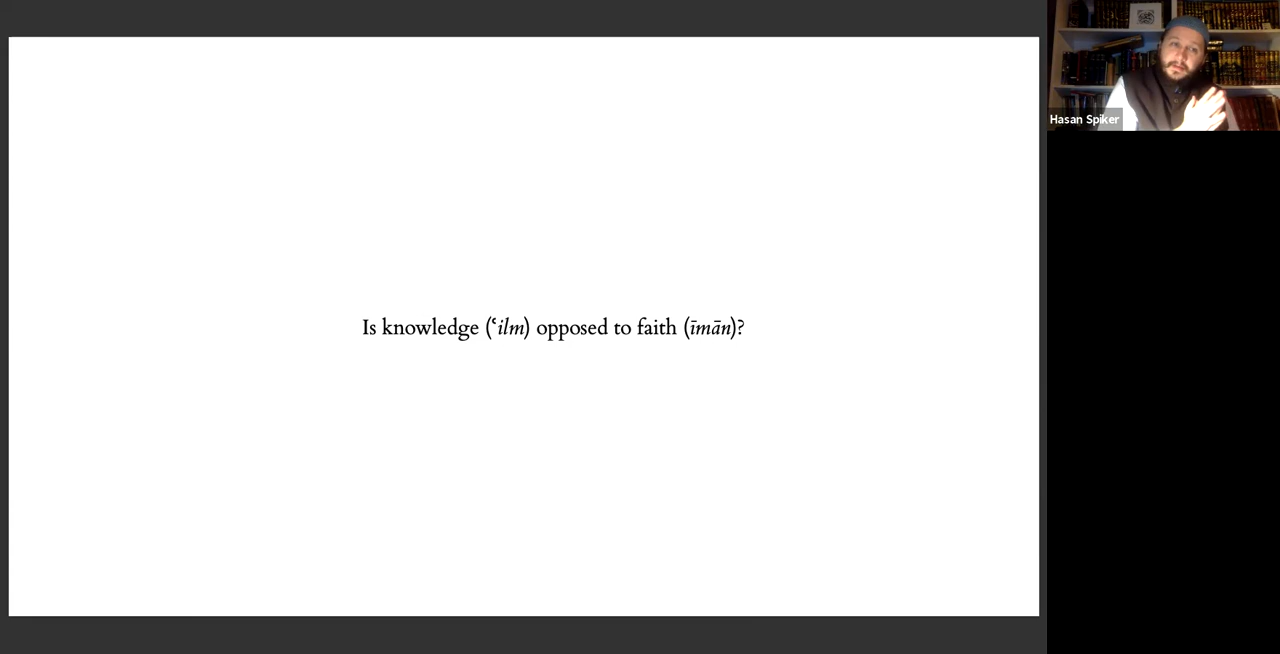 Is knowledge (ʿilm) opposed to faith (īmān)?
Hasan Spiker